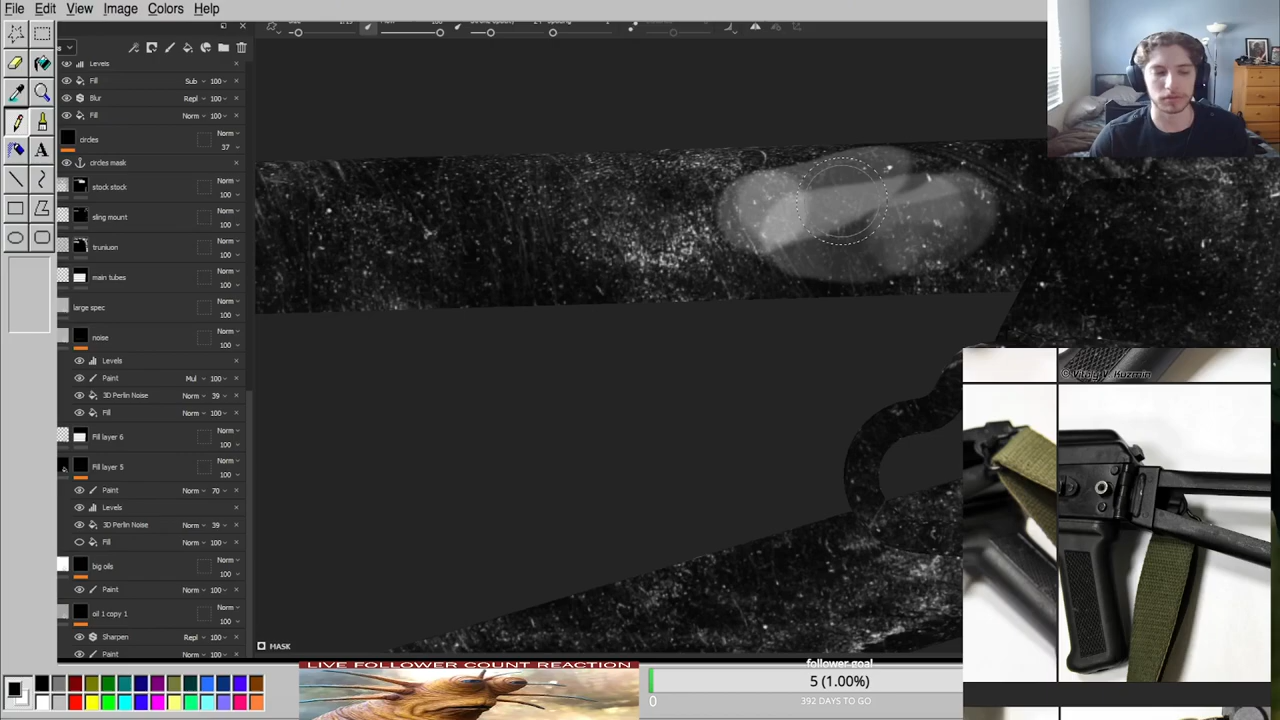 File Edit View Image Colors Help
Levels
Fill Sub 100
Blur Repl 100
Fill Norm 100
circles Norm 37
circles mask
stock stock Norm 100
sling mount Norm 100
truniuon Norm 100
main tubes Norm 100
large spec Norm 100
noise Norm 100
Levels
Paint Mul 100
3D Perlin Noise Norm 39
Fill Norm 100
Fill layer 6 Norm 100
Fill layer 5 Norm 100
Paint Norm 70
Levels
3D Perlin Noise Norm 39
Fill Norm 100
big oils Norm 100
Paint Norm 100
oil 1 copy 1 Norm 100
Sharpen Repl 100
Paint Norm 100
MASK
© Vitaly V. Kuzmin
LIVE FOLLOWER COUNT REACTION
follower goal
0 5 (1.00%)
392 DAYS TO GO